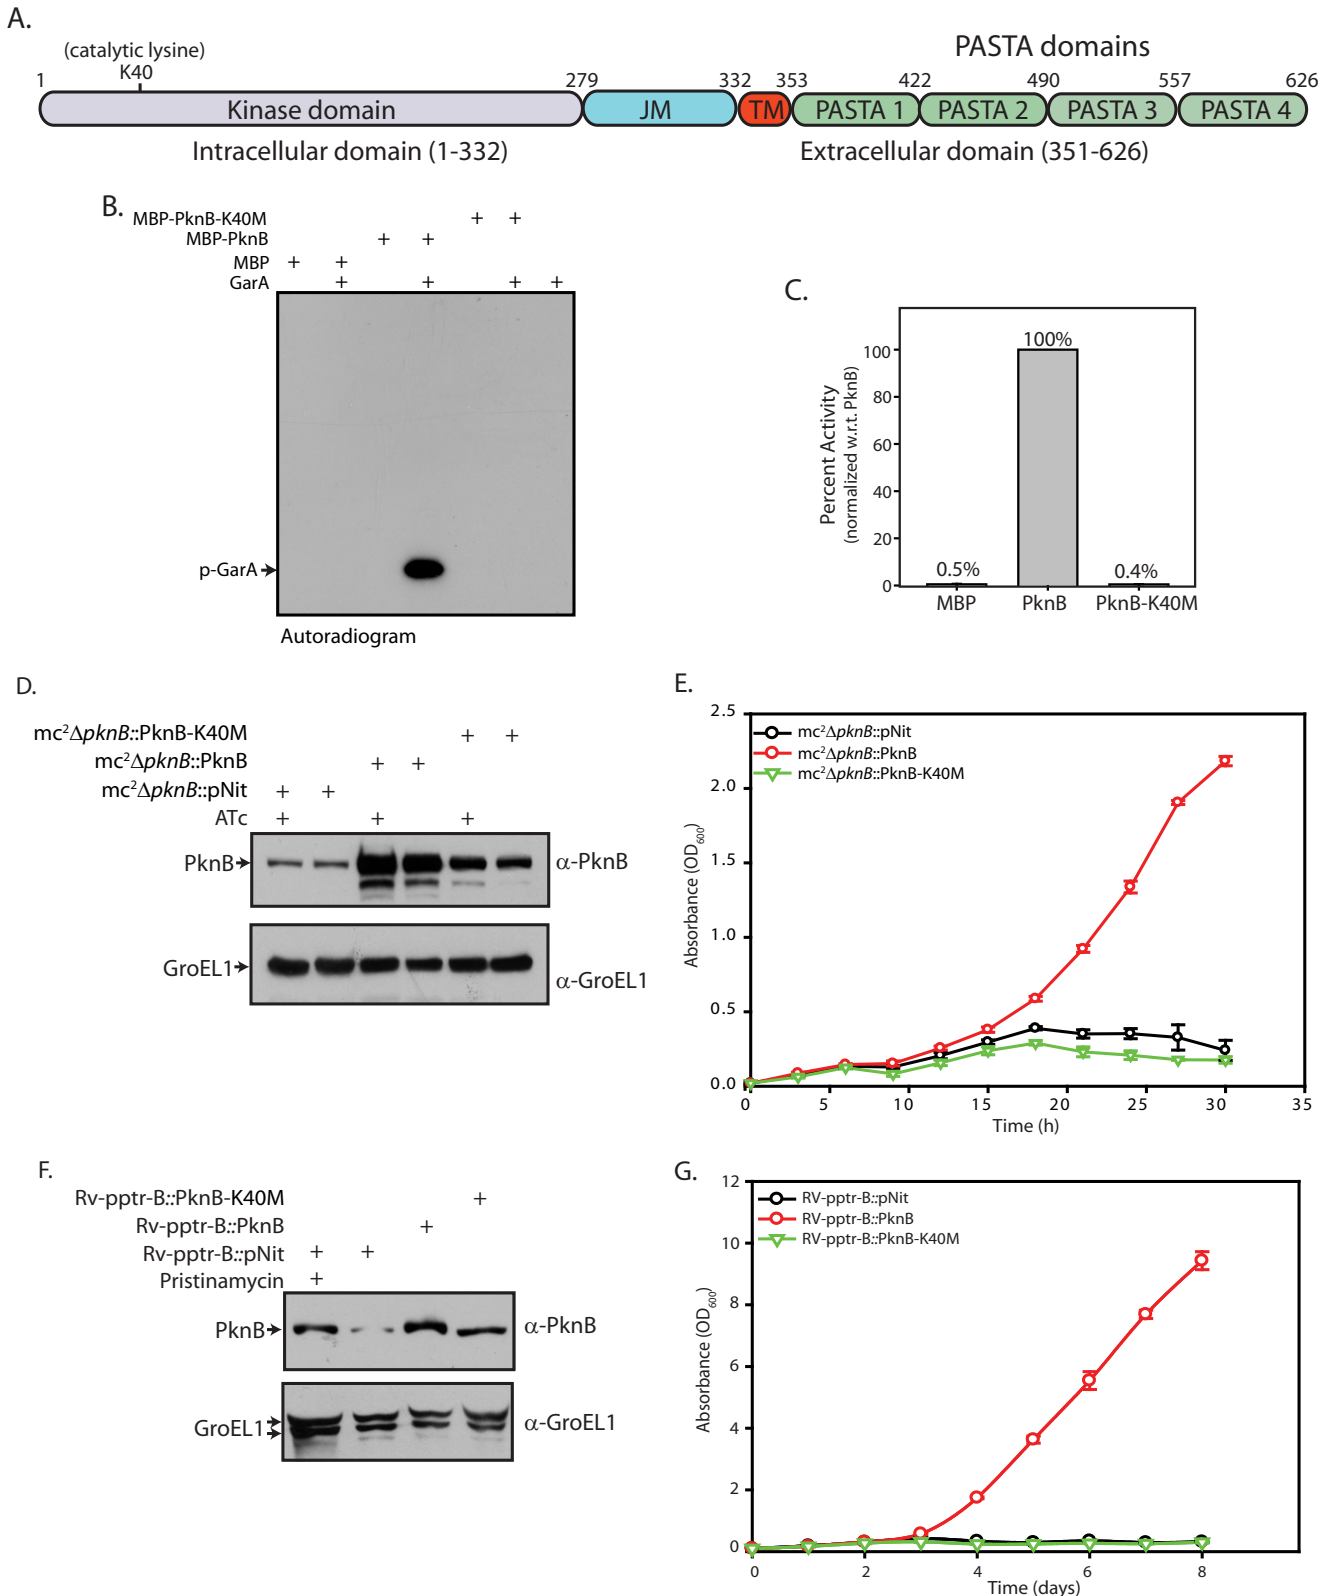 A.
(catalytic lysine)
PASTA domains
1 K40 279 332 353 422 490 557 626
Kinase domain JM TM PASTA 1 PASTA 2 PASTA 3 PASTA 4
Intracellular domain (1-332) Extracellular domain (351-626)
B.
MBP-PknB-K40M + +
MBP-PknB + +
MBP + +
GarA + + + +
p-GarA
Autoradiogram
C.
Percent Activity
(normalized w.r.t. PknB)
100
80
60
40
20
0
0.5% 100% 0.4%
MBP PknB PknB-K40M
D.
mc²ΔpknB::PknB-K40M + +
mc²ΔpknB::PknB + +
mc²ΔpknB::pNit + +
ATc + + +
PknB α-PknB
GroEL1 α-GroEL1
E.
mc²ΔpknB::pNit
mc²ΔpknB::PknB
mc²ΔpknB::PknB-K40M
Absorbance (OD₆₀₀)
2.5
2.0
1.5
1.0
0.5
0.0
0 5 10 15 20 25 30 35
Time (h)
F.
Rv-pptr-B::PknB-K40M +
Rv-pptr-B::PknB +
Rv-pptr-B::pNit + +
Pristinamycin +
PknB α-PknB
GroEL1 α-GroEL1
G.
RV-pptr-B::pNit
RV-pptr-B::PknB
RV-pptr-B::PknB-K40M
Absorbance (OD₆₀₀)
12
10
8
6
4
2
0
0 2 4 6 8
Time (days)